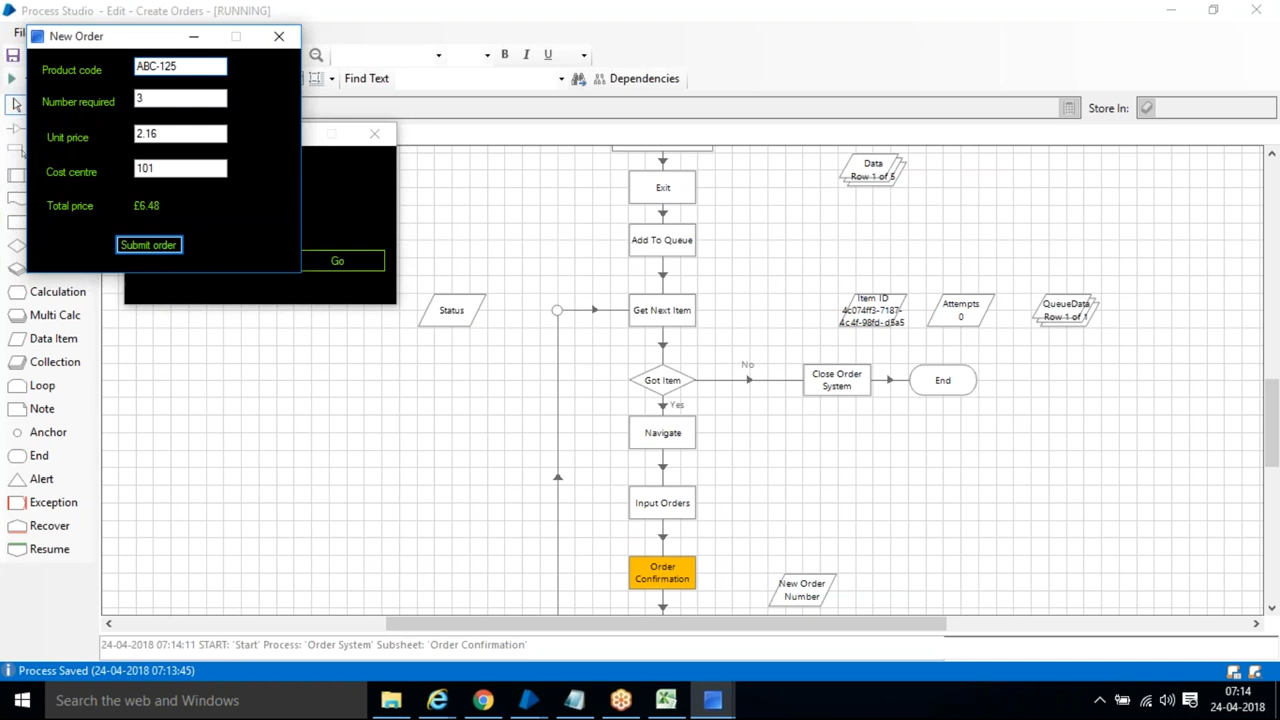 Process Studio - Edit - Create Orders - [RUNNING]
New Order
B I U
Find Text
Dependencies
Store In:
Product code
ABC-125
Number required
3
Unit price
2.16
Cost centre
101
Total price
£6.48
Submit order
Go
Calculation
Multi Calc
Data Item
Collection
Loop
Note
Anchor
End
Alert
Exception
Recover
Resume
Exit
Data
Row 1 of 5
Add To Queue
Status
Get Next Item
Item ID
4c074ff3-7187-
4c4f-98fd-d5a5
Attempts
0
QueueData
Row 1 of 1
Got Item
No
Close Order
System
End
Yes
Navigate
Input Orders
Order
Confirmation
New Order
Number
24-04-2018 07:14:11 START: 'Start' Process: 'Order System' Subsheet: 'Order Confirmation'
Process Saved (24-04-2018 07:13:45)
Search the web and Windows
07:14
24-04-2018